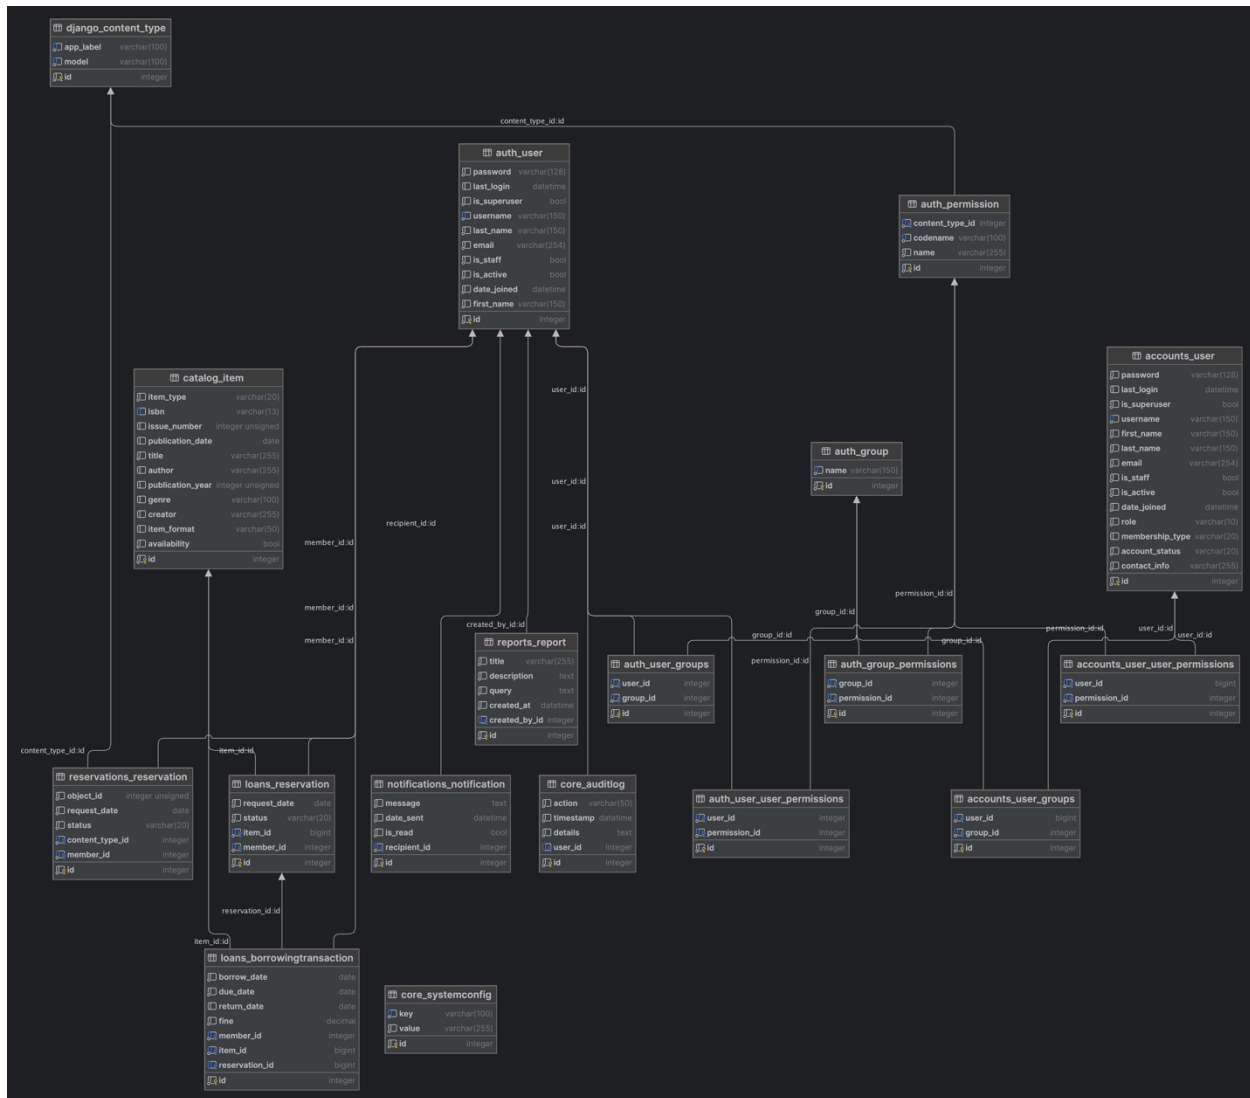 django_content_type
app_label varchar(100)
model varchar(100)
id integer
content_type_id:id
auth_user
password varchar(128)
last_login datetime
is_superuser bool
username varchar(150)
last_name varchar(150)
email varchar(254)
is_staff bool
is_active bool
date_joined datetime
first_name varchar(150)
id integer
auth_permission
content_type_id integer
codename varchar(100)
name varchar(255)
id integer
accounts_user
password varchar(128)
last_login datetime
is_superuser bool
username varchar(150)
first_name varchar(150)
last_name varchar(150)
email varchar(254)
is_staff bool
is_active bool
date_joined datetime
role varchar(10)
membership_type varchar(20)
account_status varchar(20)
contact_info varchar(255)
id integer
catalog_item
item_type varchar(20)
isbn varchar(13)
issue_number integer unsigned
publication_date date
title varchar(255)
author varchar(255)
publication_year integer unsigned
genre varchar(100)
creator varchar(255)
item_format varchar(50)
availability bool
id integer
user_id:id
auth_group
name varchar(150)
id integer
user_id:id
recipient_id:id
user_id:id
member_id:id
permission_id:id
member_id:id
group_id:id
created_by_id:id
permission_id:id
user_id:id
member_id:id
group_id:id
group_id:id
user_id:id
permission_id:id
reports_report
title varchar(255)
description text
query text
created_at datetime
created_by_id integer
id integer
auth_user_groups
user_id integer
group_id integer
id integer
auth_group_permissions
group_id integer
permission_id integer
id integer
accounts_user_user_permissions
user_id bigint
permission_id integer
id integer
content_type_id:id
item_id:id
reservations_reservation
object_id integer unsigned
request_date date
status varchar(20)
content_type_id integer
member_id integer
id integer
loans_reservation
request_date date
status varchar(20)
item_id bigint
member_id integer
id integer
notifications_notification
message text
date_sent datetime
is_read bool
recipient_id integer
id integer
core_auditlog
action varchar(50)
timestamp datetime
details text
user_id integer
id integer
auth_user_user_permissions
user_id integer
permission_id integer
id integer
accounts_user_groups
user_id bigint
group_id integer
id integer
reservation_id:id
item_id:id
loans_borrowingtransaction
borrow_date date
due_date date
return_date date
fine decimal
member_id integer
item_id bigint
reservation_id bigint
id integer
core_systemconfig
key varchar(100)
value varchar(255)
id integer